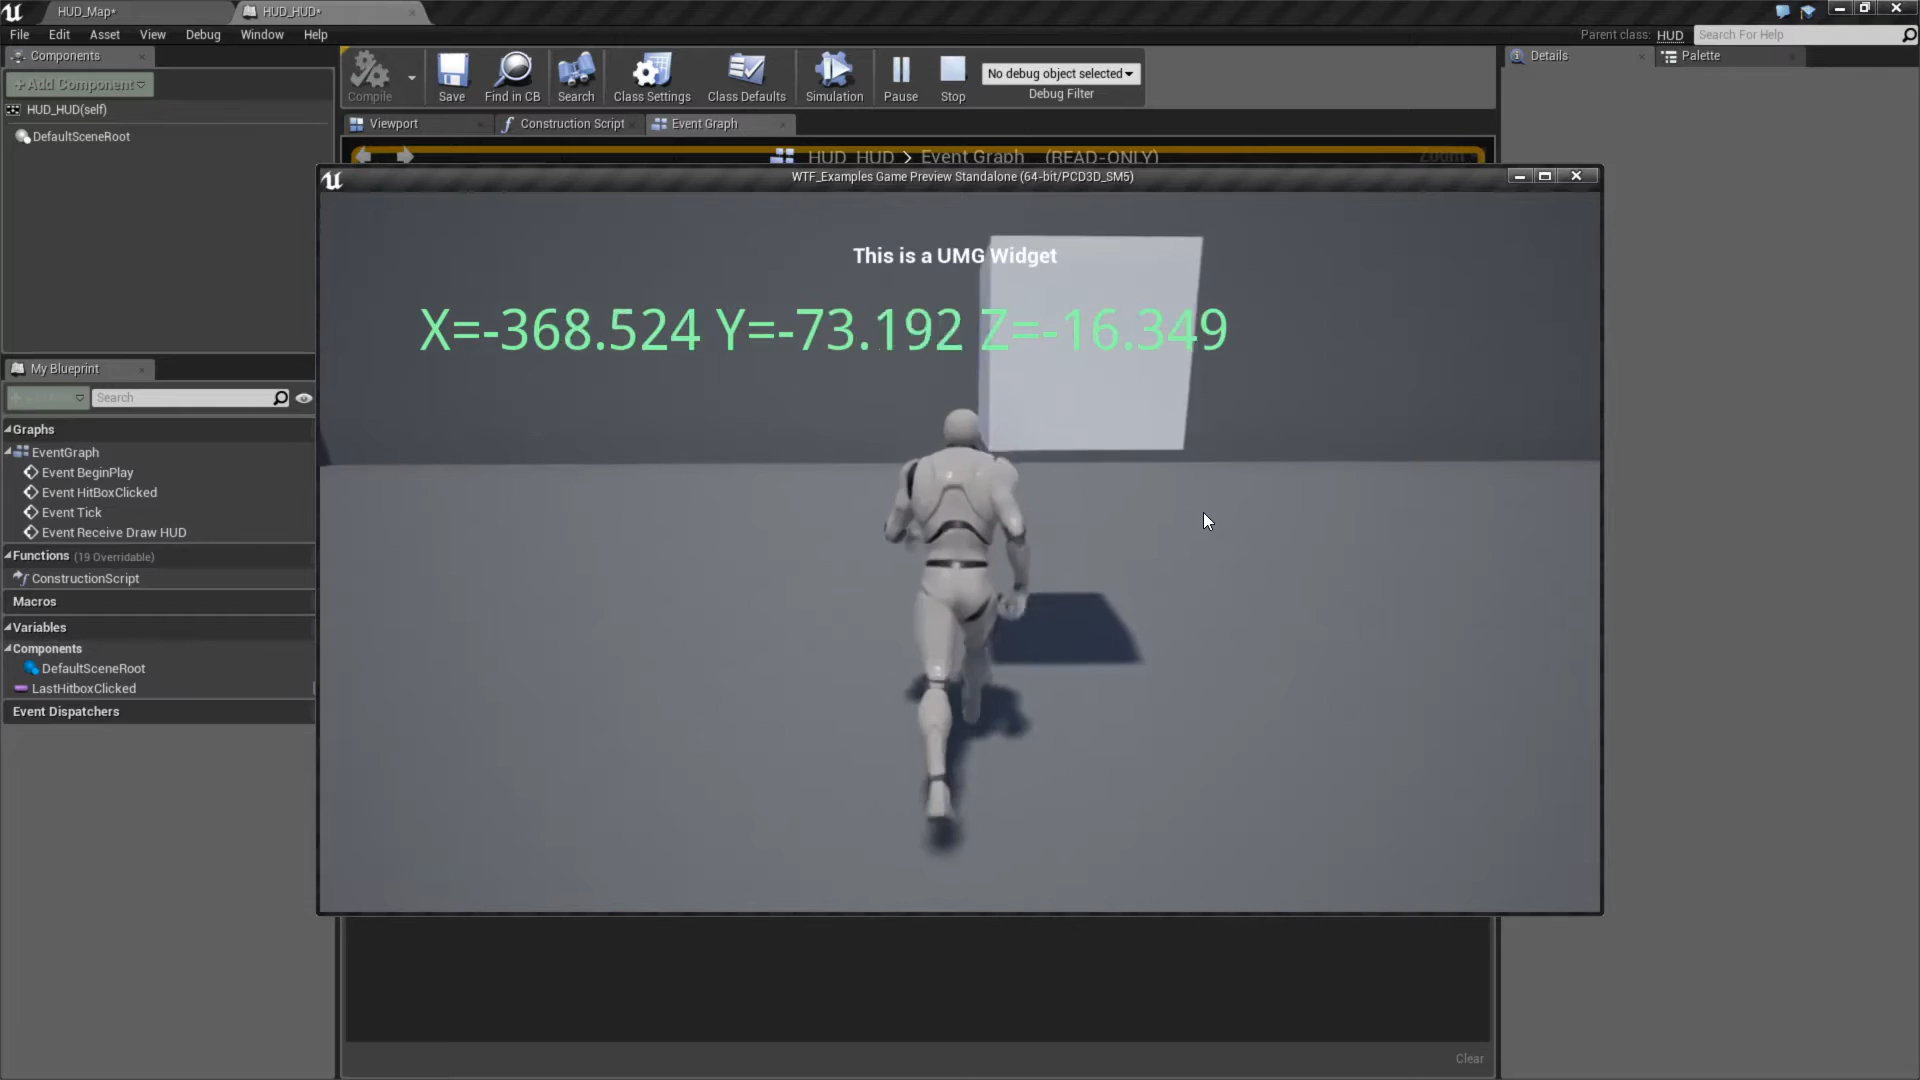 HUD_Map*
HUD_HUD*
File Edit Asset View Debug Window Help
Parent class: HUD
Search For Help
Components
+Add Component
HUD_HUD(self)
DefaultSceneRoot
Compile
Save
Find in CB
Search
Class Settings
Class Defaults
Simulation
Pause
Stop
No debug object selected
Debug Filter
Details
Palette
Viewport
Construction Script
Event Graph
HUD_HUD > Event Graph (READ-ONLY)
WTF_Examples Game Preview Standalone (64-bit/PCD3D_SM5)
This is a UMG Widget
X=-368.524 Y=-73.192 Z=-16.349
My Blueprint
Search
Graphs
EventGraph
Event BeginPlay
Event HitBoxClicked
Event Tick
Event Receive Draw HUD
Functions (19 Overridable)
ConstructionScript
Macros
Variables
Components
DefaultSceneRoot
LastHitboxClicked
Event Dispatchers
Clear